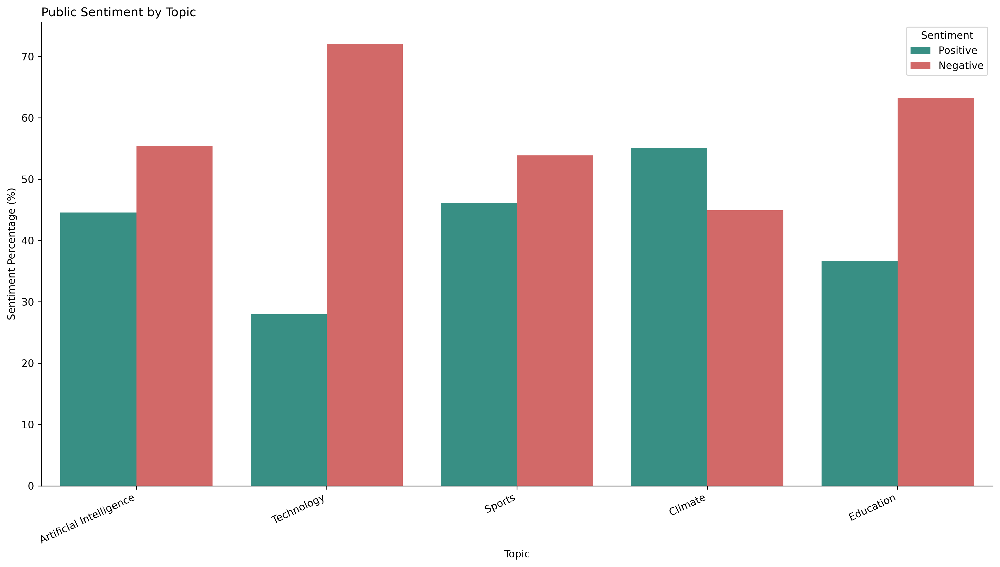 Public Sentiment by Topic
Sentiment
Positive
Negative
Sentiment Percentage (%)
70
60
50
40
30
20
10
0
Artificial Intelligence
Technology
Sports
Climate
Education
Topic